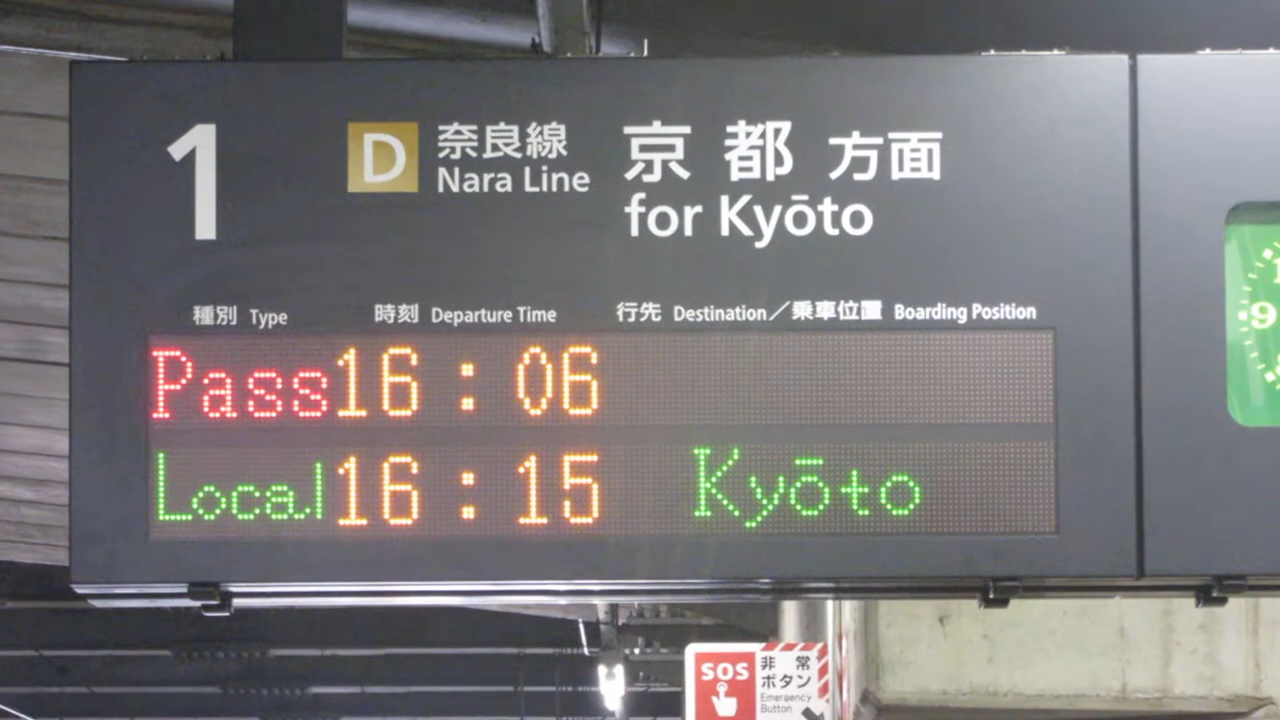 1
D
奈良線
Nara Line
京都 方面
for Kyōto
種別 Type 時刻 Departure Time 行先 Destination/乗車位置 Boarding Position
Pass 16:06
Local 16:15 Kyōto
9
SOS
非常
ボタン
Emergency
Button